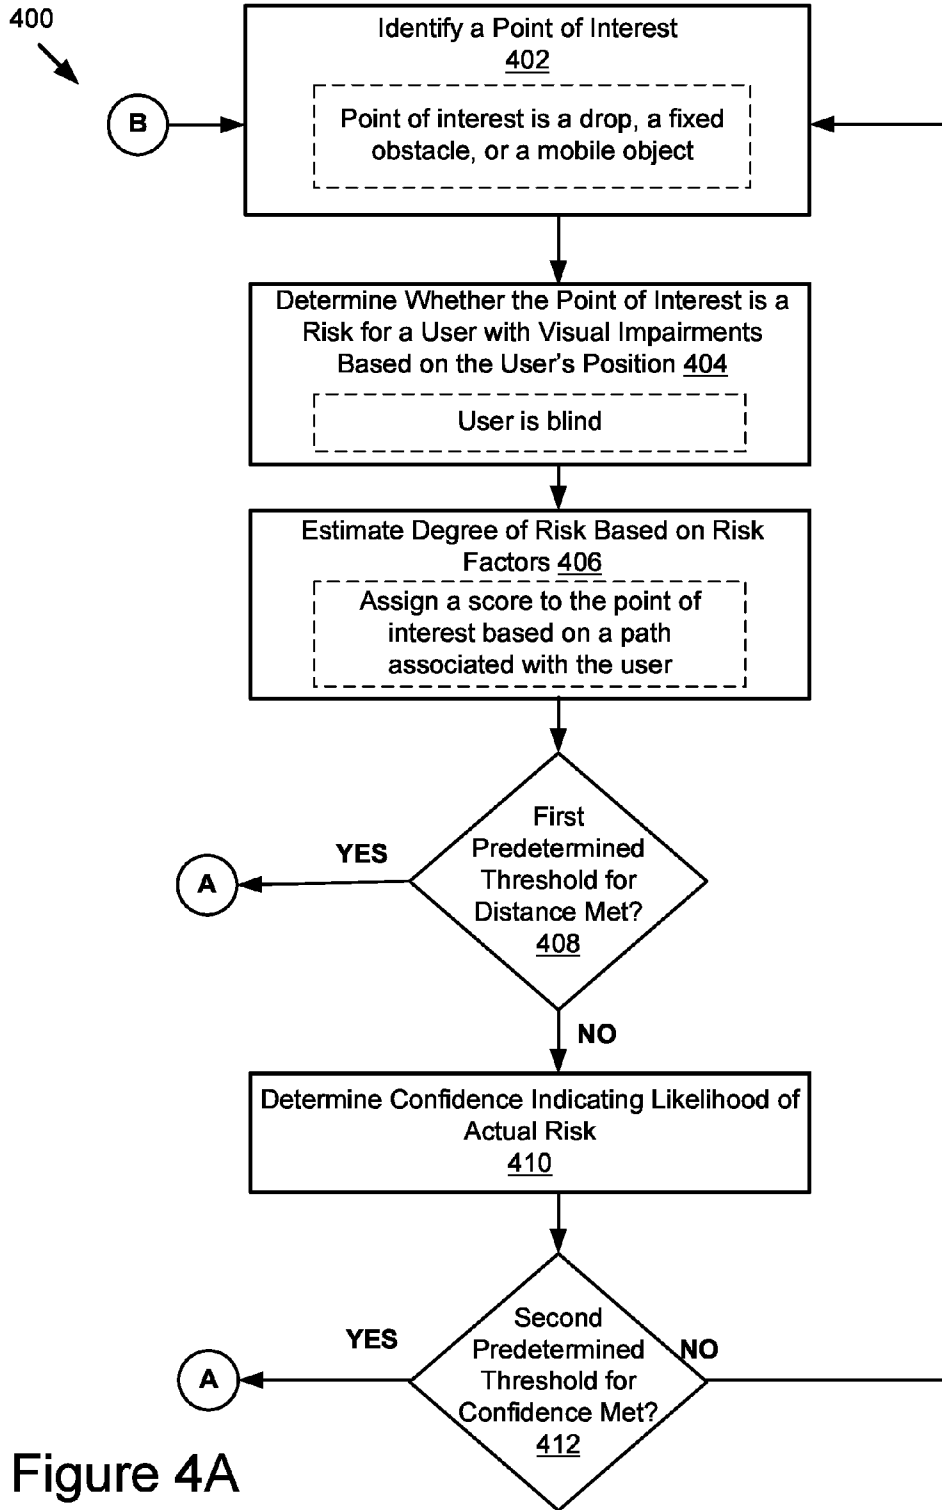 400
Identify a Point of Interest
402
B
Point of interest is a drop, a fixed
obstacle, or a mobile object
Determine Whether the Point of Interest is a
Risk for a User with Visual Impairments
Based on the User's Position 404
User is blind
Estimate Degree of Risk Based on Risk
Factors 406
Assign a score to the point of
interest based on a path
associated with the user
First
Predetermined
Threshold for
Distance Met?
408
YES
A
NO
Determine Confidence Indicating Likelihood of
Actual Risk
410
Second
Predetermined
Threshold for
Confidence Met?
412
YES
NO
A
Figure 4A